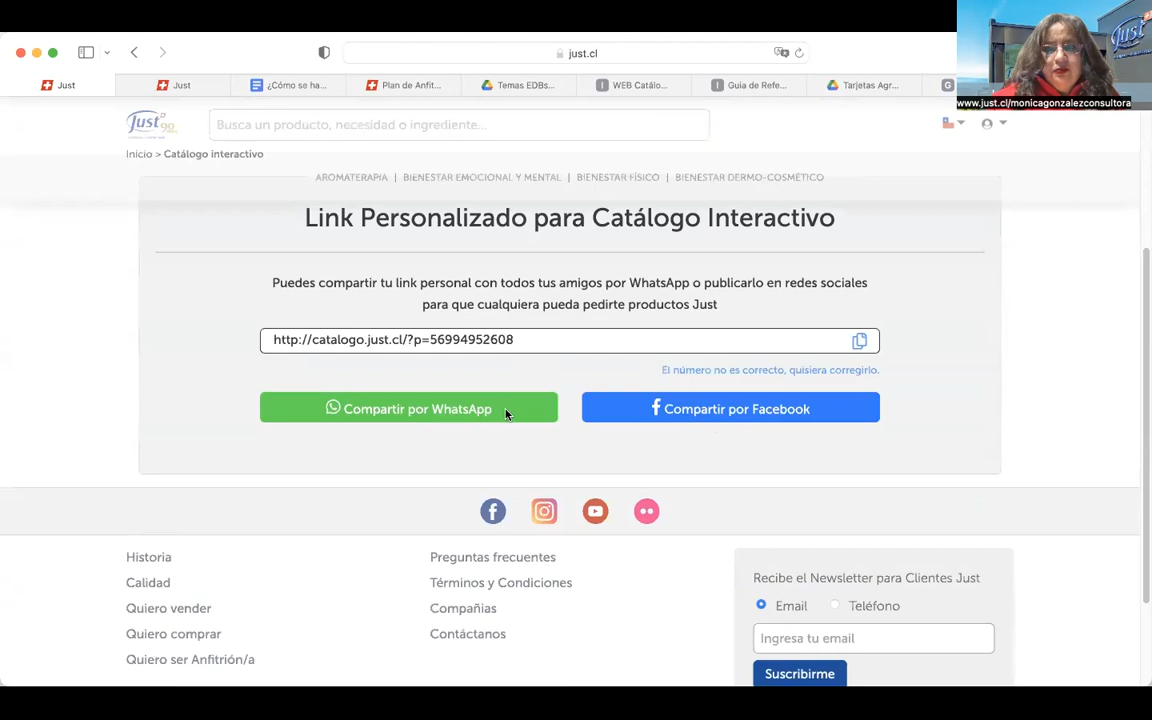 just.cl
Just
Just
¿Cómo se ha...
Plan de Anfit...
Temas EDBs...
WEB Catálo...
Guia de Refe...
Tarjetas Agr...
Just
www.just.cl/monicagonzalezconsultora
Just
90
Busca un producto, necesidad o ingrediente...
Inicio > Catálogo interactivo
AROMATERAPIA | BIENESTAR EMOCIONAL Y MENTAL | BIENESTAR FÍSICO | BIENESTAR DERMO-COSMÉTICO
Link Personalizado para Catálogo Interactivo
Puedes compartir tu link personal con todos tus amigos por WhatsApp o publicarlo en redes sociales
para que cualquiera pueda pedirte productos Just
http://catalogo.just.cl/?p=56994952608
El número no es correcto, quisiera corregirlo.
Compartir por WhatsApp
Compartir por Facebook
Historia
Calidad
Quiero vender
Quiero comprar
Quiero ser Anfitrión/a
Preguntas frecuentes
Términos y Condiciones
Compañias
Contáctanos
Recibe el Newsletter para Clientes Just
Email
Teléfono
Ingresa tu email
Suscribirme